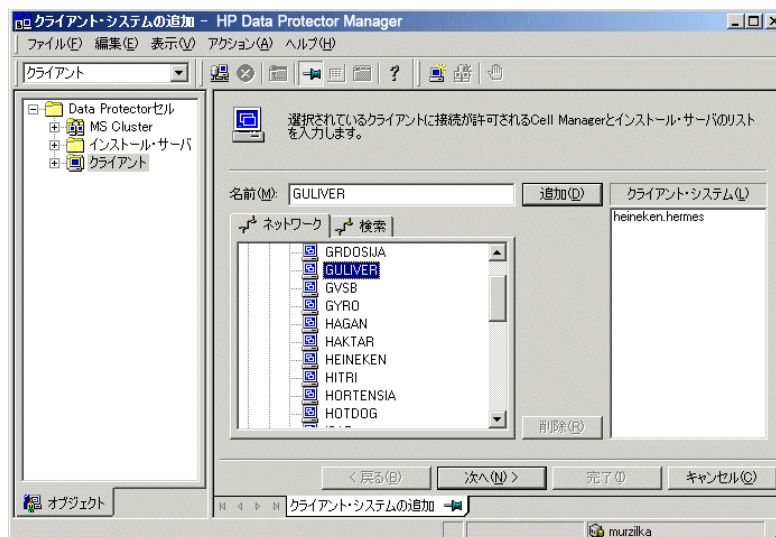 クライアント・システムの追加 - HP Data Protector Manager
ファイル(F) 編集(E) 表示(V) アクション(A) ヘルプ(H)
クライアント
Data Protectorセル
MS Cluster
インストール・サーバ
クライアント
オブジェクト
選択されているクライアントに接続が許可されるCell Managerとインストール・サーバのリスト
を入力します。
名前(M): GULIVER 追加(D) クライアント・システム(L)
ネットワーク 検索
GRDOSIJA
GULIVER
GVSB
GYRO
HAGAN
HAKTAR
HEINEKEN
HITRI
HORTENSIA
HOTDOG
heineken.hermes
削除(R)
< 戻る(B) 次へ(N) > 完了(I) キャンセル(C)
クライアント・システムの追加
murzilka